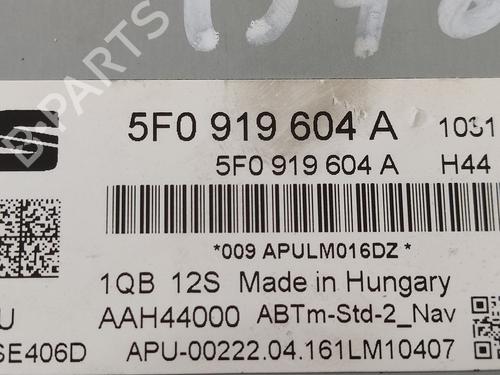 5F0 919 604 A 1031
5F0 919 604 A H44
*009 APULM016DZ *
1QB 12S Made in Hungary
U AAH44000 ABTm-Std-2_Nav
SE406D APU-00222.04.161LM10407
B-PARTS